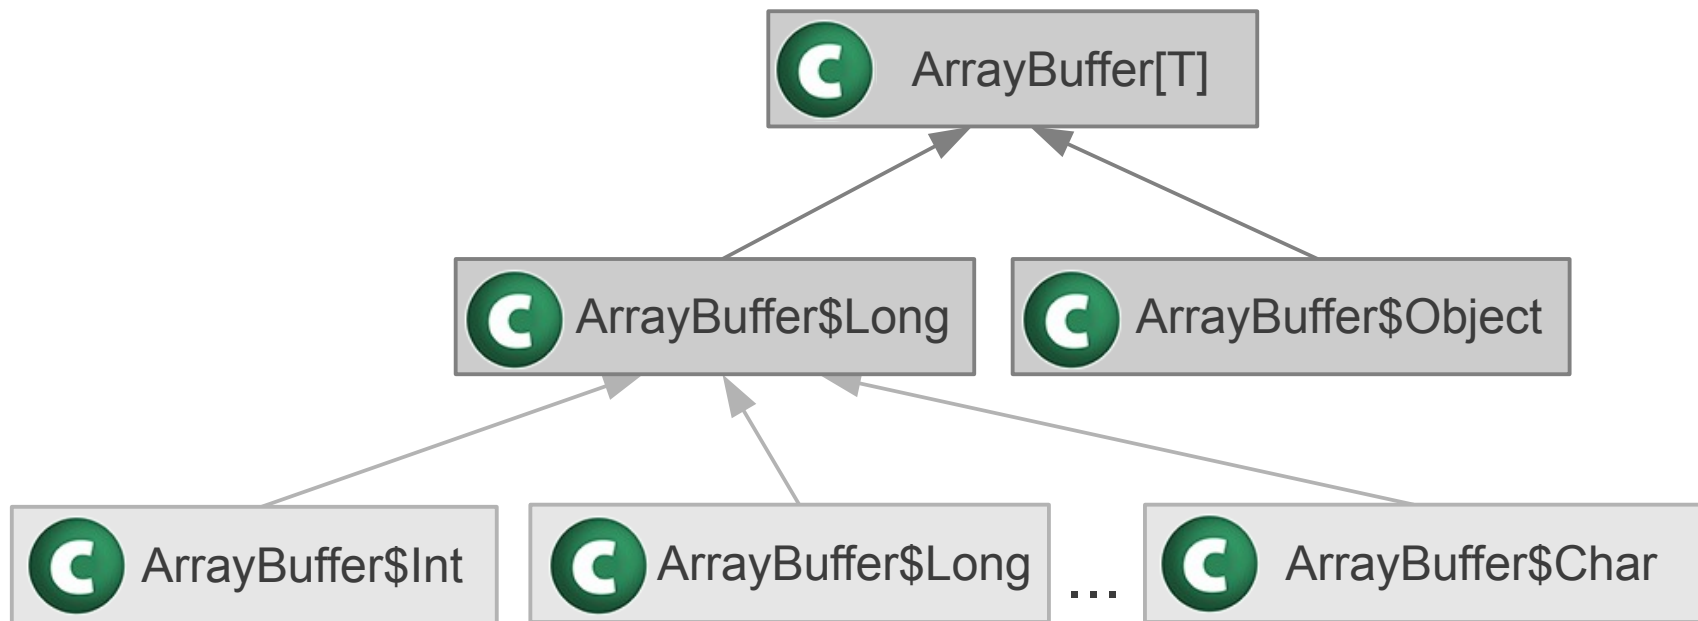 C ArrayBuffer[T]
C ArrayBuffer$Long
C ArrayBuffer$Object
C ArrayBuffer$Int
C ArrayBuffer$Long
...
C ArrayBuffer$Char